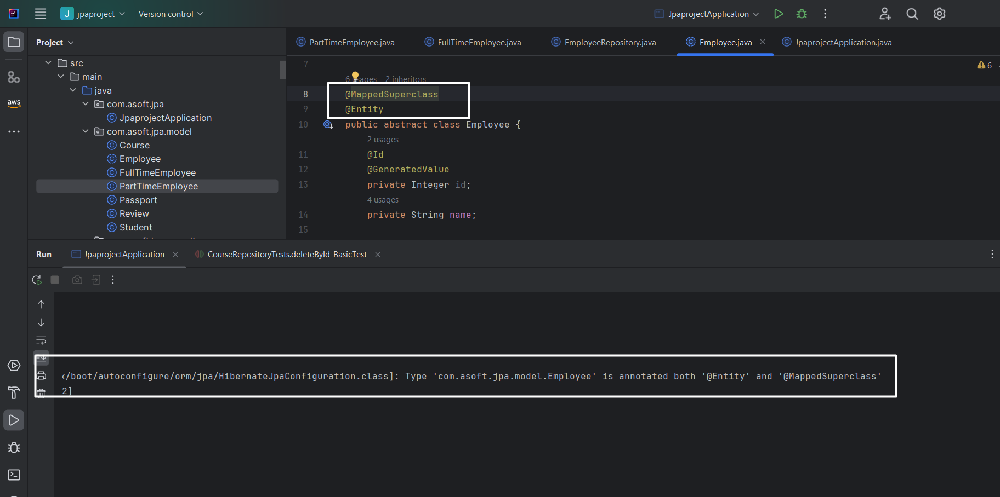 J jpaproject Version control JpaprojectApplication
Project
PartTimeEmployee.java FullTimeEmployee.java EmployeeRepository.java Employee.java JpaprojectApplication.java
src
main
java
com.asoft.jpa
JpaprojectApplication
com.asoft.jpa.model
Course
Employee
FullTimeEmployee
PartTimeEmployee
Passport
Review
Student
aws
7
6 usages 2 inheritors
8 @MappedSuperclass
9 @Entity
10 public abstract class Employee {
2 usages
11 @Id
12 @GeneratedValue
13 private Integer id;
4 usages
14 private String name;
15
6
Run JpaprojectApplication CourseRepositoryTests.deleteById_BasicTest
/boot/autoconfigure/orm/jpa/HibernateJpaConfiguration.class]: Type 'com.asoft.jpa.model.Employee' is annotated both '@Entity' and '@MappedSuperclass'
2]